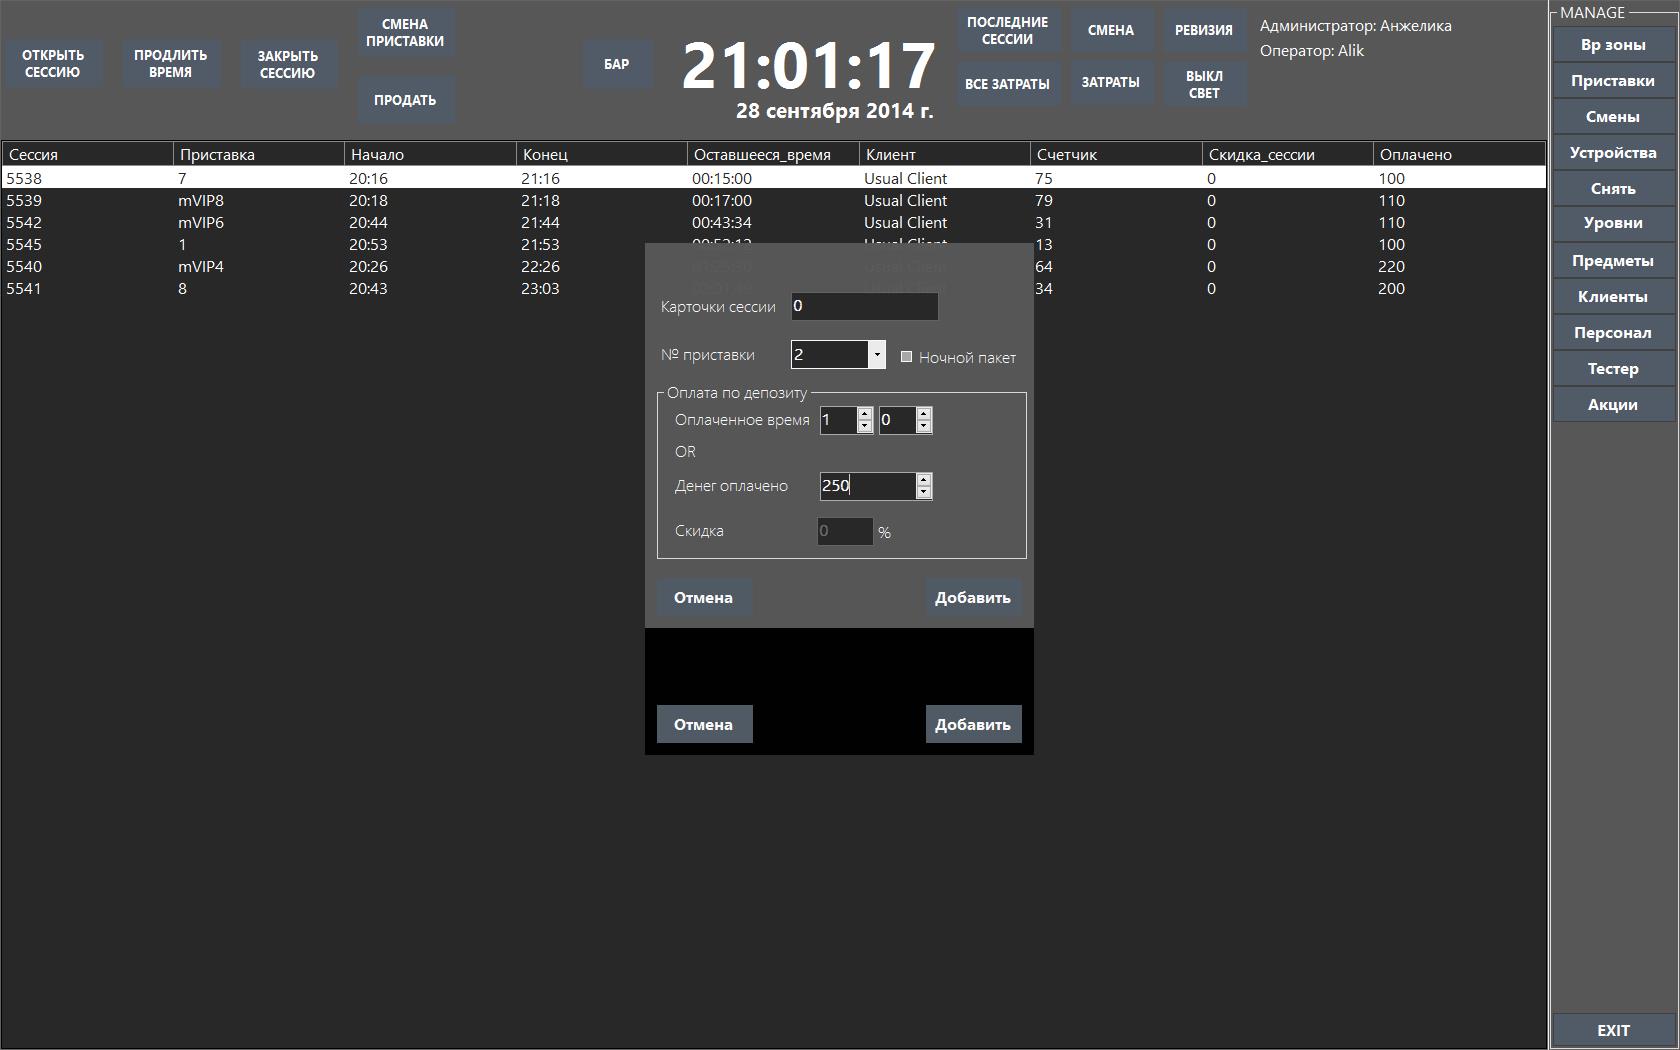 ОТКРЫТЬ
СЕССИЮ
ПРОДЛИТЬ
ВРЕМЯ
ЗАКРЫТЬ
СЕССИЮ
СМЕНА
ПРИСТАВКИ
ПРОДАТЬ
БАР
21:01:17
28 сентября 2014 г.
ПОСЛЕДНИЕ
СЕССИИ
СМЕНА
РЕВИЗИЯ
ВСЕ ЗАТРАТЫ
ЗАТРАТЫ
ВЫКЛ
СВЕТ
Администратор: Анжелика
Оператор: Alik
MANAGE
Вр зоны
Приставки
Смены
Устройства
Снять
Уровни
Предметы
Клиенты
Персонал
Тестер
Акции
EXIT
Сессия Приставка Начало Конец Оставшееся_время Клиент Счетчик Скидка_сессии Оплачено
5538 7 20:16 21:16 00:15:00 Usual Client 75 0 100
5539 mVIP8 20:18 21:18 00:17:00 Usual Client 79 0 110
5542 mVIP6 20:44 21:44 00:43:34 Usual Client 31 0 110
5545 1 20:53 21:53 Usual Client 13 0 100
5540 mVIP4 20:26 22:26 Usual Client 64 0 220
5541 8 20:43 23:03 34 0 200
Карточки сессии 0
№ приставки 2 Ночной пакет
Оплата по депозиту
Оплаченное время 1 0
OR
Денег оплачено 250
Скидка 0 %
Отмена Добавить
Отмена Добавить